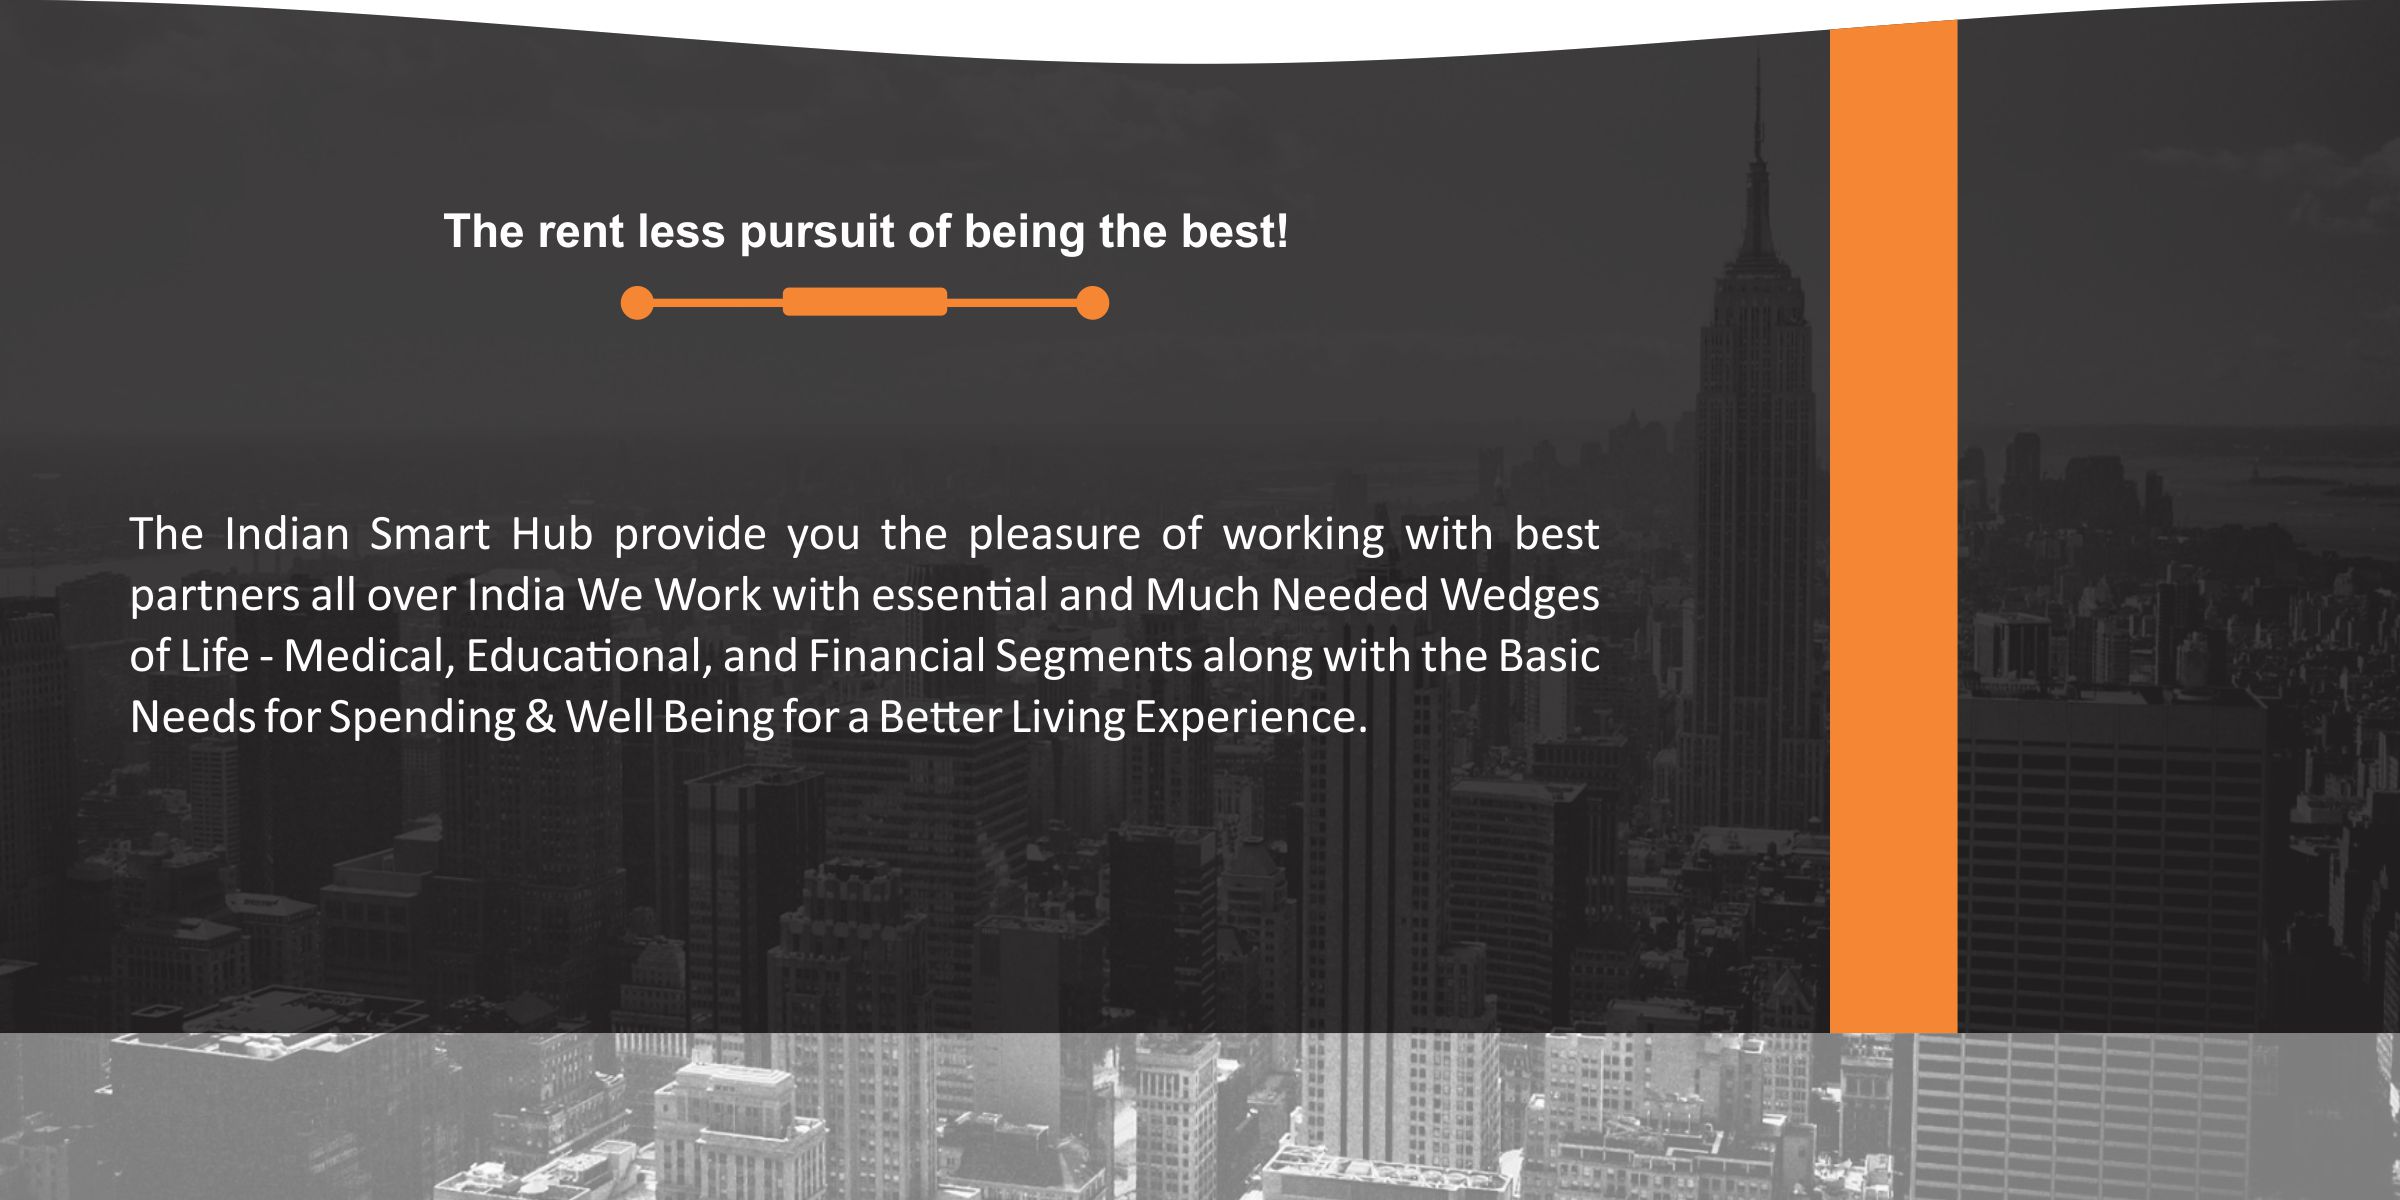 The rent less pursuit of being the best!
The Indian Smart Hub provide you the pleasure of working with best
partners all over India We Work with essential and Much Needed Wedges
of Life - Medical, Educational, and Financial Segments along with the Basic
Needs for Spending & Well Being for a Better Living Experience.